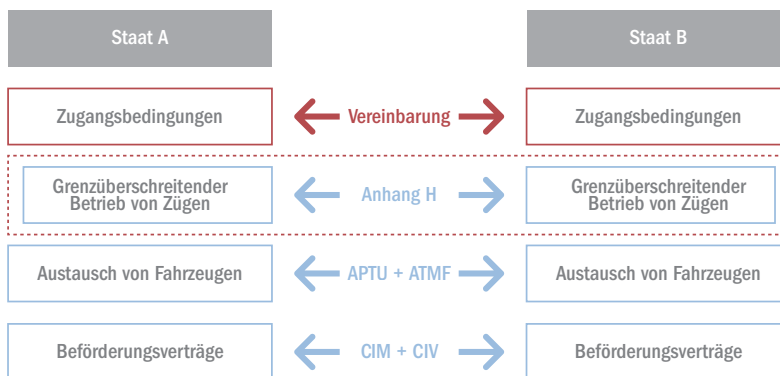 Staat A
Staat B
Zugangsbedingungen
Vereinbarung
Zugangsbedingungen
Grenzüberschreitender
Betrieb von Zügen
Anhang H
Grenzüberschreitender
Betrieb von Zügen
Austausch von Fahrzeugen
APTU + ATMF
Austausch von Fahrzeugen
Beförderungsverträge
CIM + CIV
Beförderungsverträge